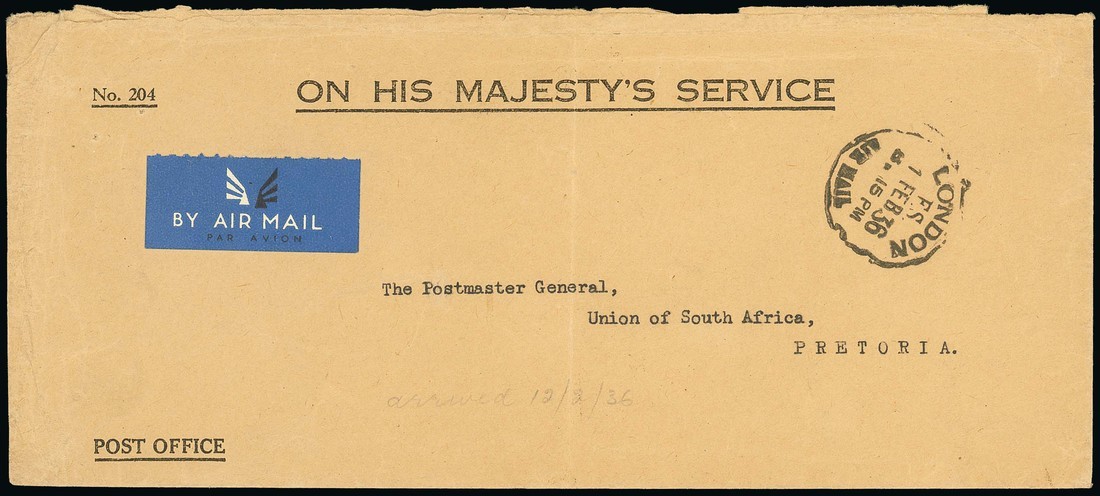 No. 204
ON HIS MAJESTY'S SERVICE
BY AIR MAIL
PAR AVION
LONDON
F.S.
1 FEB 36
15 PM
AIR MAIL
The Postmaster General,
Union of South Africa,
PRETORIA.
arrived 12/2/36
POST OFFICE